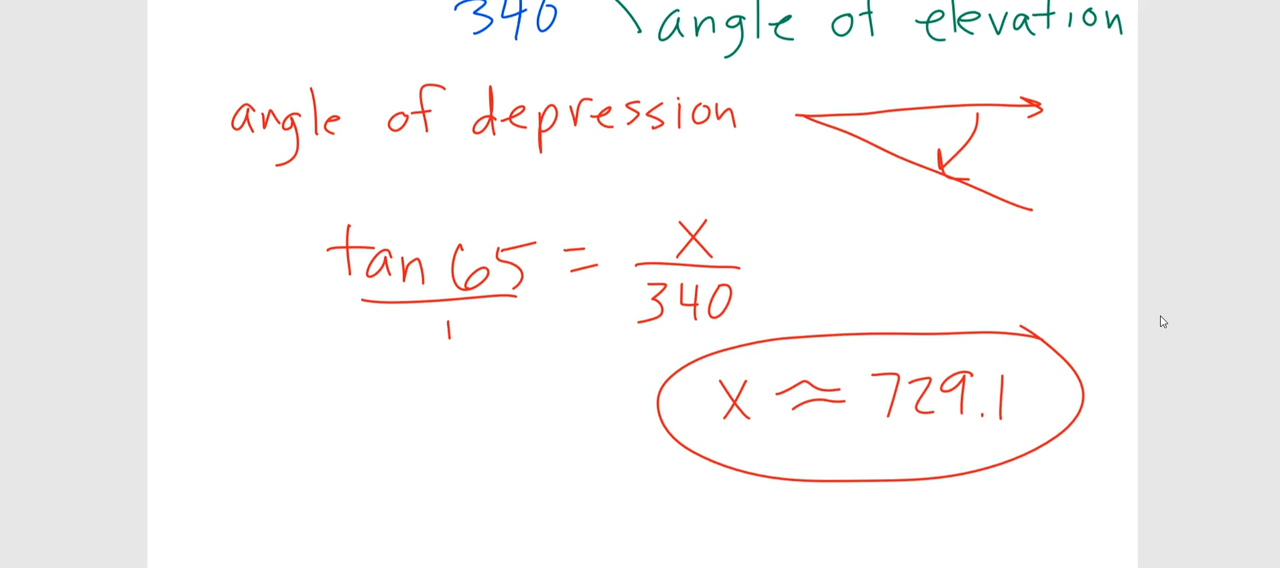 340 angle of elevation
angle of depression
tan 65 / 1 = x / 340
x ≈ 729.1